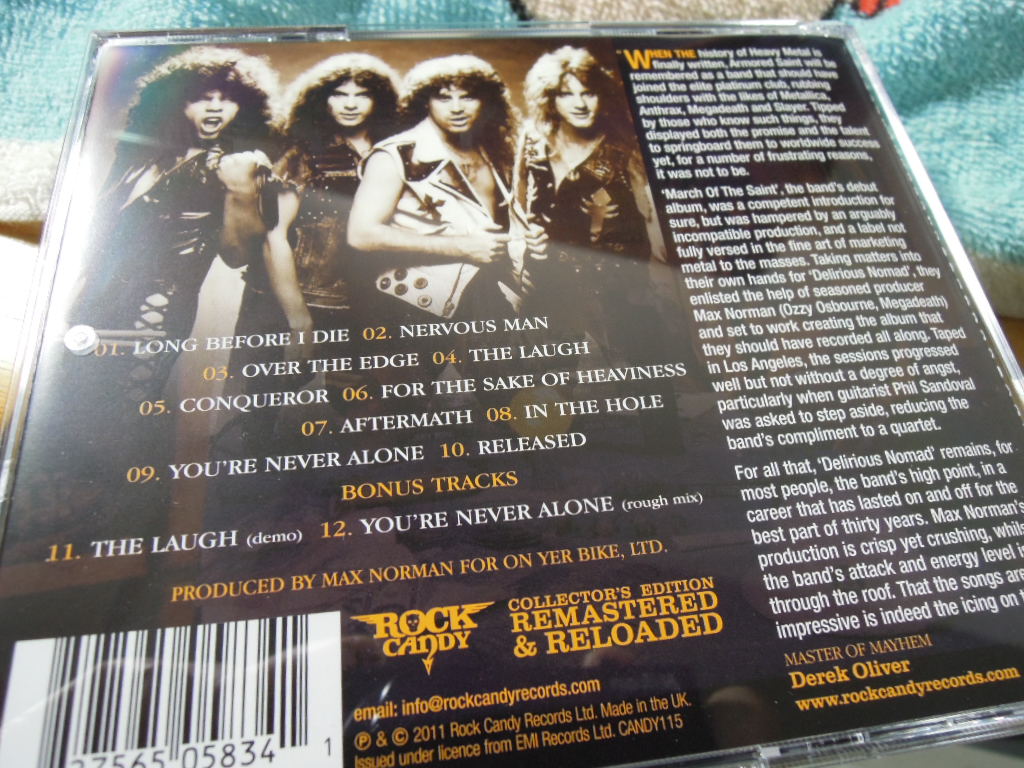 01. LONG BEFORE I DIE 02. NERVOUS MAN
03. OVER THE EDGE 04. THE LAUGH
05. CONQUEROR 06. FOR THE SAKE OF HEAVINESS
07. AFTERMATH 08. IN THE HOLE
09. YOU'RE NEVER ALONE 10. RELEASED
BONUS TRACKS
11. THE LAUGH (demo) 12. YOU'RE NEVER ALONE (rough mix)
PRODUCED BY MAX NORMAN FOR ON YER BIKE, LTD.
ROCK
CANDY
COLLECTOR'S EDITION
REMASTERED
& RELOADED
email: info@rockcandyrecords.com
℗ & © 2011 Rock Candy Records Ltd. Made in the UK.
Issued under licence from EMI Records Ltd. CANDY115
27565 05834 1
WHEN THE history of Heavy Metal is
finally written, Armored Saint will be
remembered as a band that should have
joined the elite platinum club, rubbing
shoulders with the likes of Metallica,
Anthrax, Megadeath and Slayer. Tipped
by those who know such things, they
displayed both the promise and the talent
to springboard them to worldwide success
yet, for a number of frustrating reasons,
it was not to be.
'March Of The Saint', the band's debut
album, was a competent introduction for
sure, but was hampered by an arguably
incompatible production, and a label not
fully versed in the fine art of marketing
metal to the masses. Taking matters into
their own hands for 'Delirious Nomad', they
enlisted the help of seasoned producer
Max Norman (Ozzy Osbourne, Megadeath)
and set to work creating the album that
they should have recorded all along. Taped
in Los Angeles, the sessions progressed
well but not without a degree of angst,
particularly when guitarist Phil Sandoval
was asked to step aside, reducing the
band's compliment to a quartet.
For all that, 'Delirious Nomad' remains, for
most people, the band's high point, in a
career that has lasted on and off for the
best part of thirty years. Max Norman's
production is crisp yet crushing, while
the band's attack and energy level is
through the roof. That the songs are
impressive is indeed the icing on
MASTER OF MAYHEM
Derek Oliver
www.rockcandyrecords.com